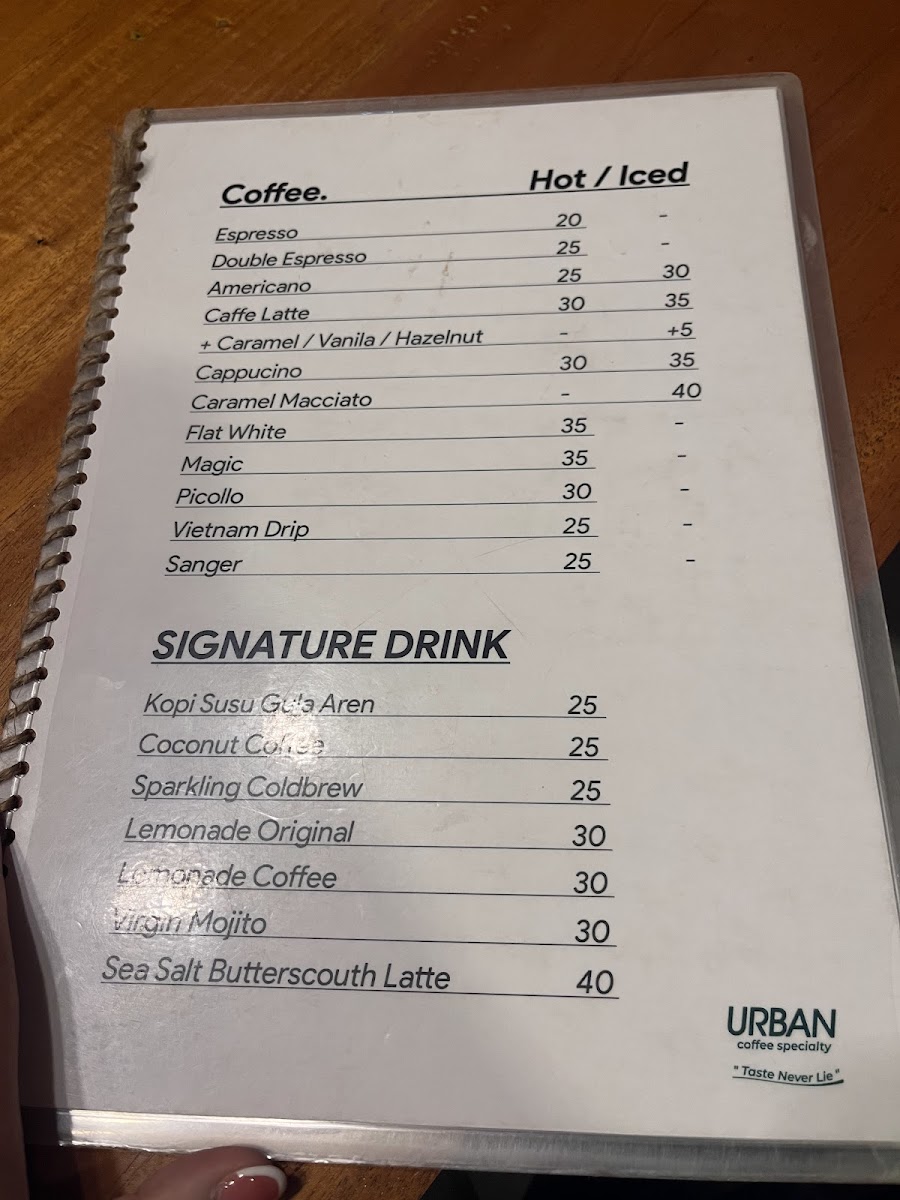 Coffee. Hot / Iced
Espresso 20 -
Double Espresso 25 -
Americano 25 30
Caffe Latte 30 35
+ Caramel / Vanila / Hazelnut - +5
Cappucino 30 35
Caramel Macciato - 40
Flat White 35 -
Magic 35 -
Picollo 30 -
Vietnam Drip 25 -
Sanger 25 -
SIGNATURE DRINK
Kopi Susu Gula Aren 25
Coconut Coffee 25
Sparkling Coldbrew 25
Lemonade Original 30
Lemonade Coffee 30
Virgin Mojito 30
Sea Salt Butterscouth Latte 40
URBAN
coffee specialty
"Taste Never Lie"